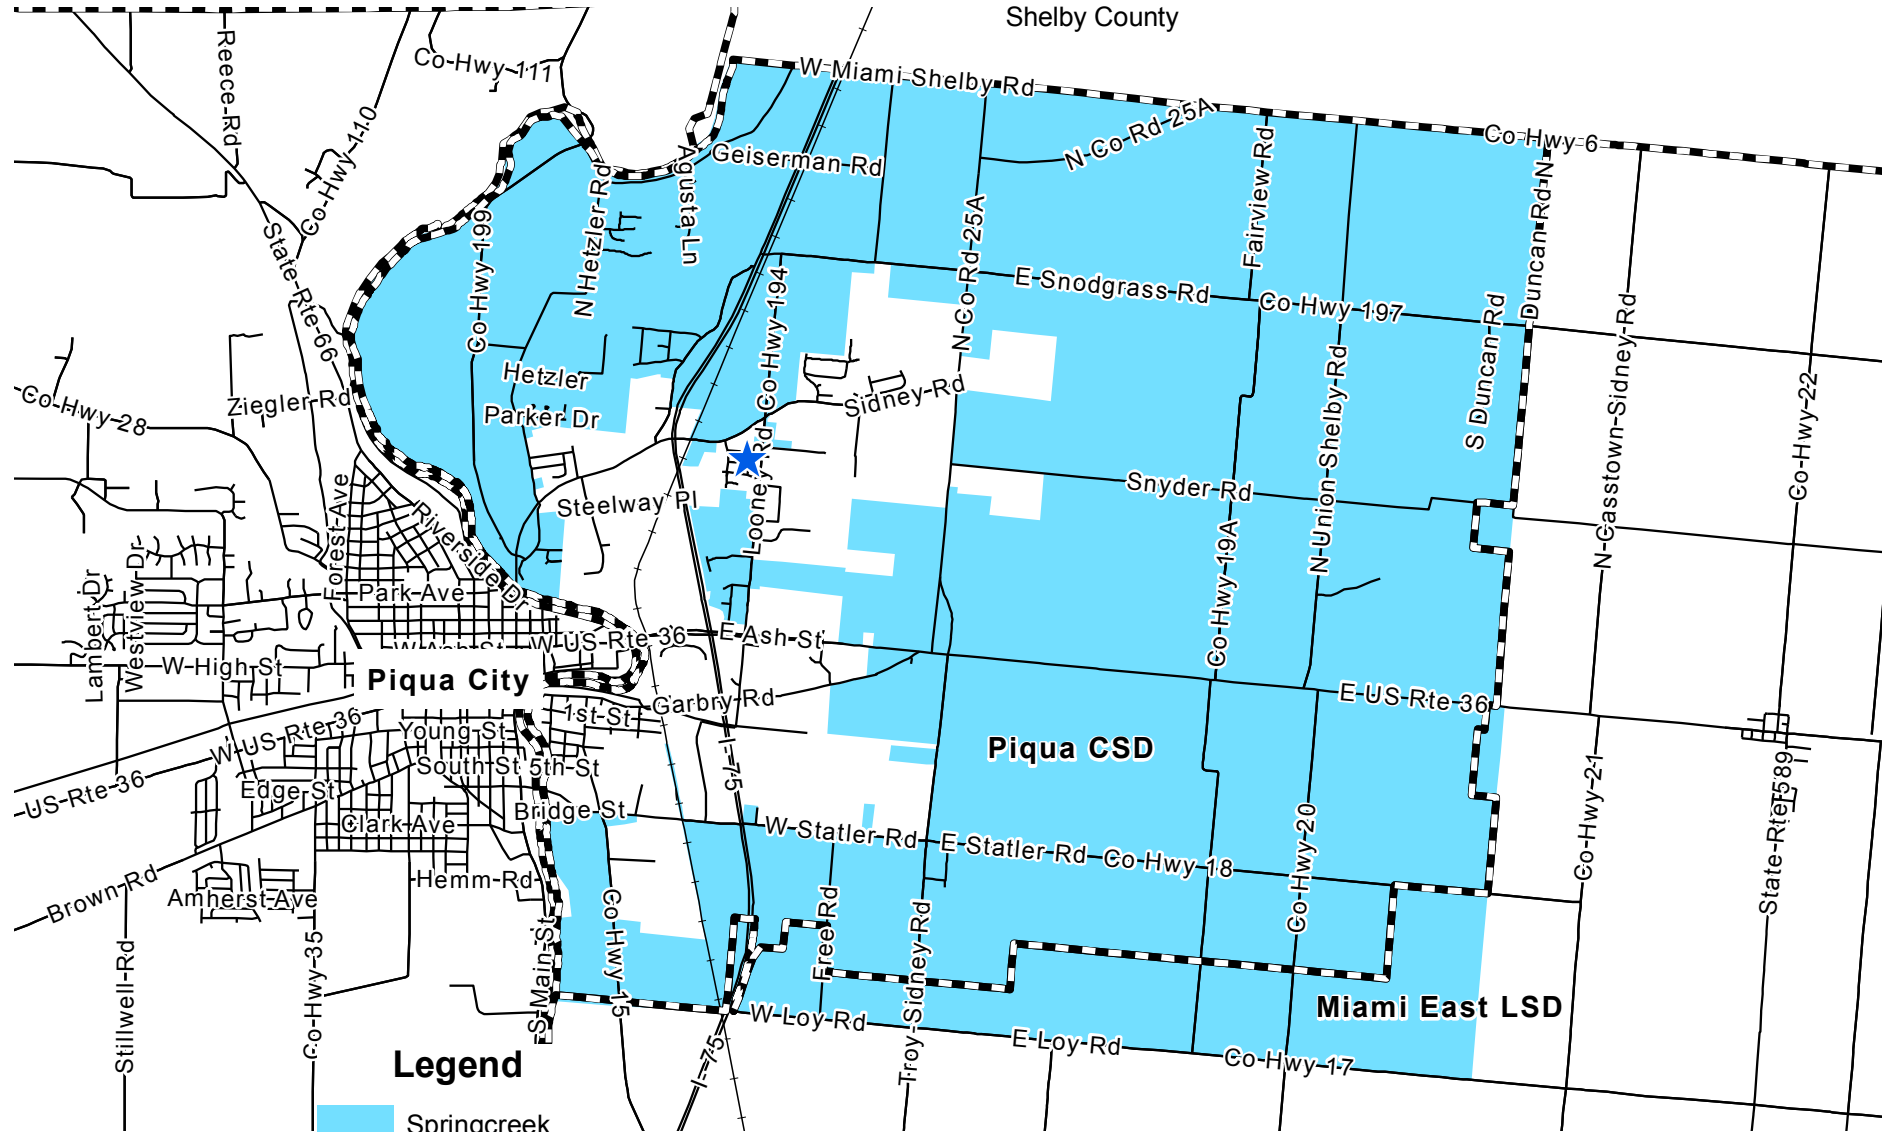 Shelby County
Reece Rd
Co Hwy 111
W Miami Shelby Rd
Co Hwy 110
N Co Rd 25A
Co Hwy 6
Geiserman Rd
Agusta Ln
Fairview Rd
Duncan Rd N
N Hetzler Rd
Co Hwy 199
State Rte 66
N Co Rd 25A
Co Hwy 194
E Snodgrass Rd
Co Hwy 197
S Duncan Rd
N Casstown-Sidney Rd
Co Hwy 22
Hetzler
Parker Dr
Sidney Rd
N Union-Shelby Rd
Co Hwy 28
Ziegler Rd
Looney Rd
Snyder Rd
Steelway Pl
Forest Ave
Riverside Dr
Co Hwy 19A
Lambert Dr
Westview Dr
Park Ave
W Ash St
W US Rte 36
E Ash St
W High St
Piqua City
Garbry Rd
E US Rte 36
1st St
W US Rte 36
Young St
I-75
Piqua CSD
South St
5th St
US Rte 36
Edge St
Bridge St
Clark Ave
W Statler Rd
E Statler Rd
Co Hwy 18
Co Hwy 20
Co Hwy 21
State Rte 589
Brown Rd
Amherst Ave
Hemm Rd
Co Hwy 15
Free Rd
Troy-Sidney Rd
Stillwell Rd
Co Hwy 35
S Main St
W Loy Rd
E Loy Rd
Miami East LSD
Co Hwy 17
I-75
Legend
Springcreek